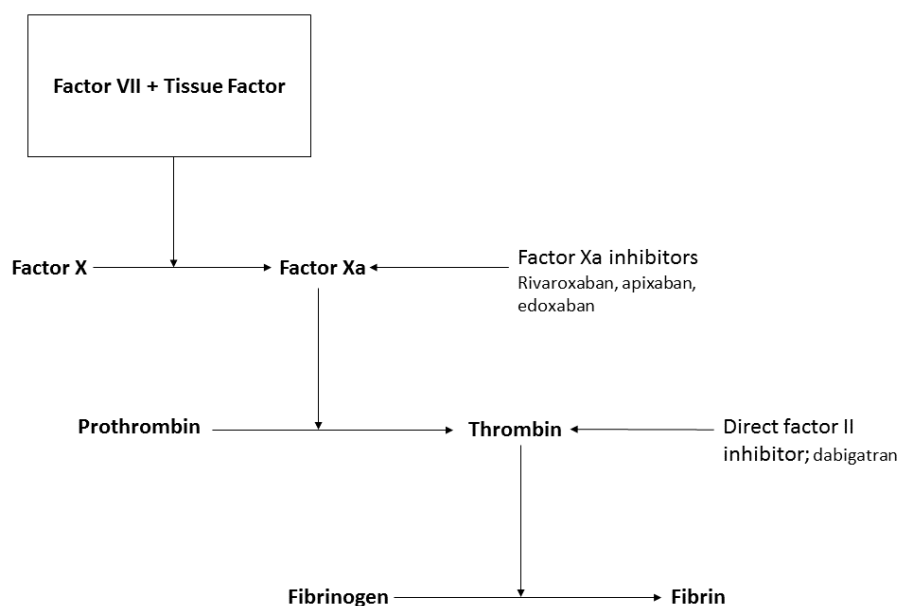 Factor VII + Tissue Factor
Factor X
Factor Xa
Factor Xa inhibitors
Rivaroxaban, apixaban,
edoxaban
Prothrombin
Thrombin
Direct factor II
inhibitor; dabigatran
Fibrinogen
Fibrin